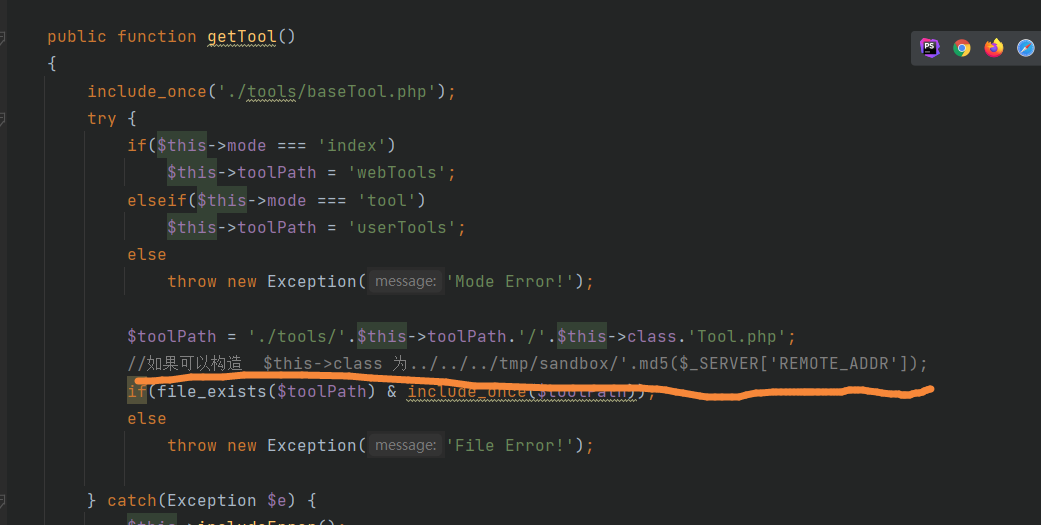 public function getTool()
{
include_once('./tools/baseTool.php');
try {
if($this->mode === 'index')
$this->toolPath = 'webTools';
elseif($this->mode === 'tool')
$this->toolPath = 'userTools';
else
throw new Exception( message: 'Mode Error!');
$toolPath = './tools/'.$this->toolPath.'/'.$this->class.'Tool.php';
//如果可以构造 $this->class 为../../../tmp/sandbox/'.md5($_SERVER['REMOTE_ADDR']);
if(file_exists($toolPath) & include_once($toolPath));
else
throw new Exception( message: 'File Error!');
} catch(Exception $e) {
$this->includeError();
PS